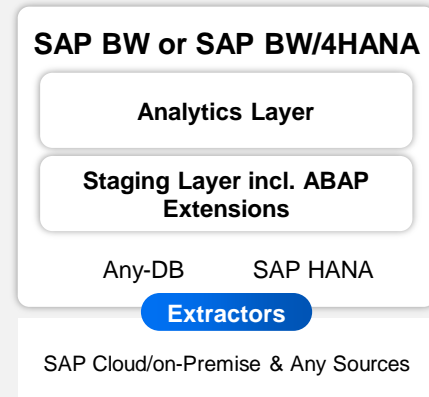 SAP BW or SAP BW/4HANA
Analytics Layer
Staging Layer incl. ABAP
Extensions
Any-DB SAP HANA
Extractors
SAP Cloud/on-Premise & Any Sources